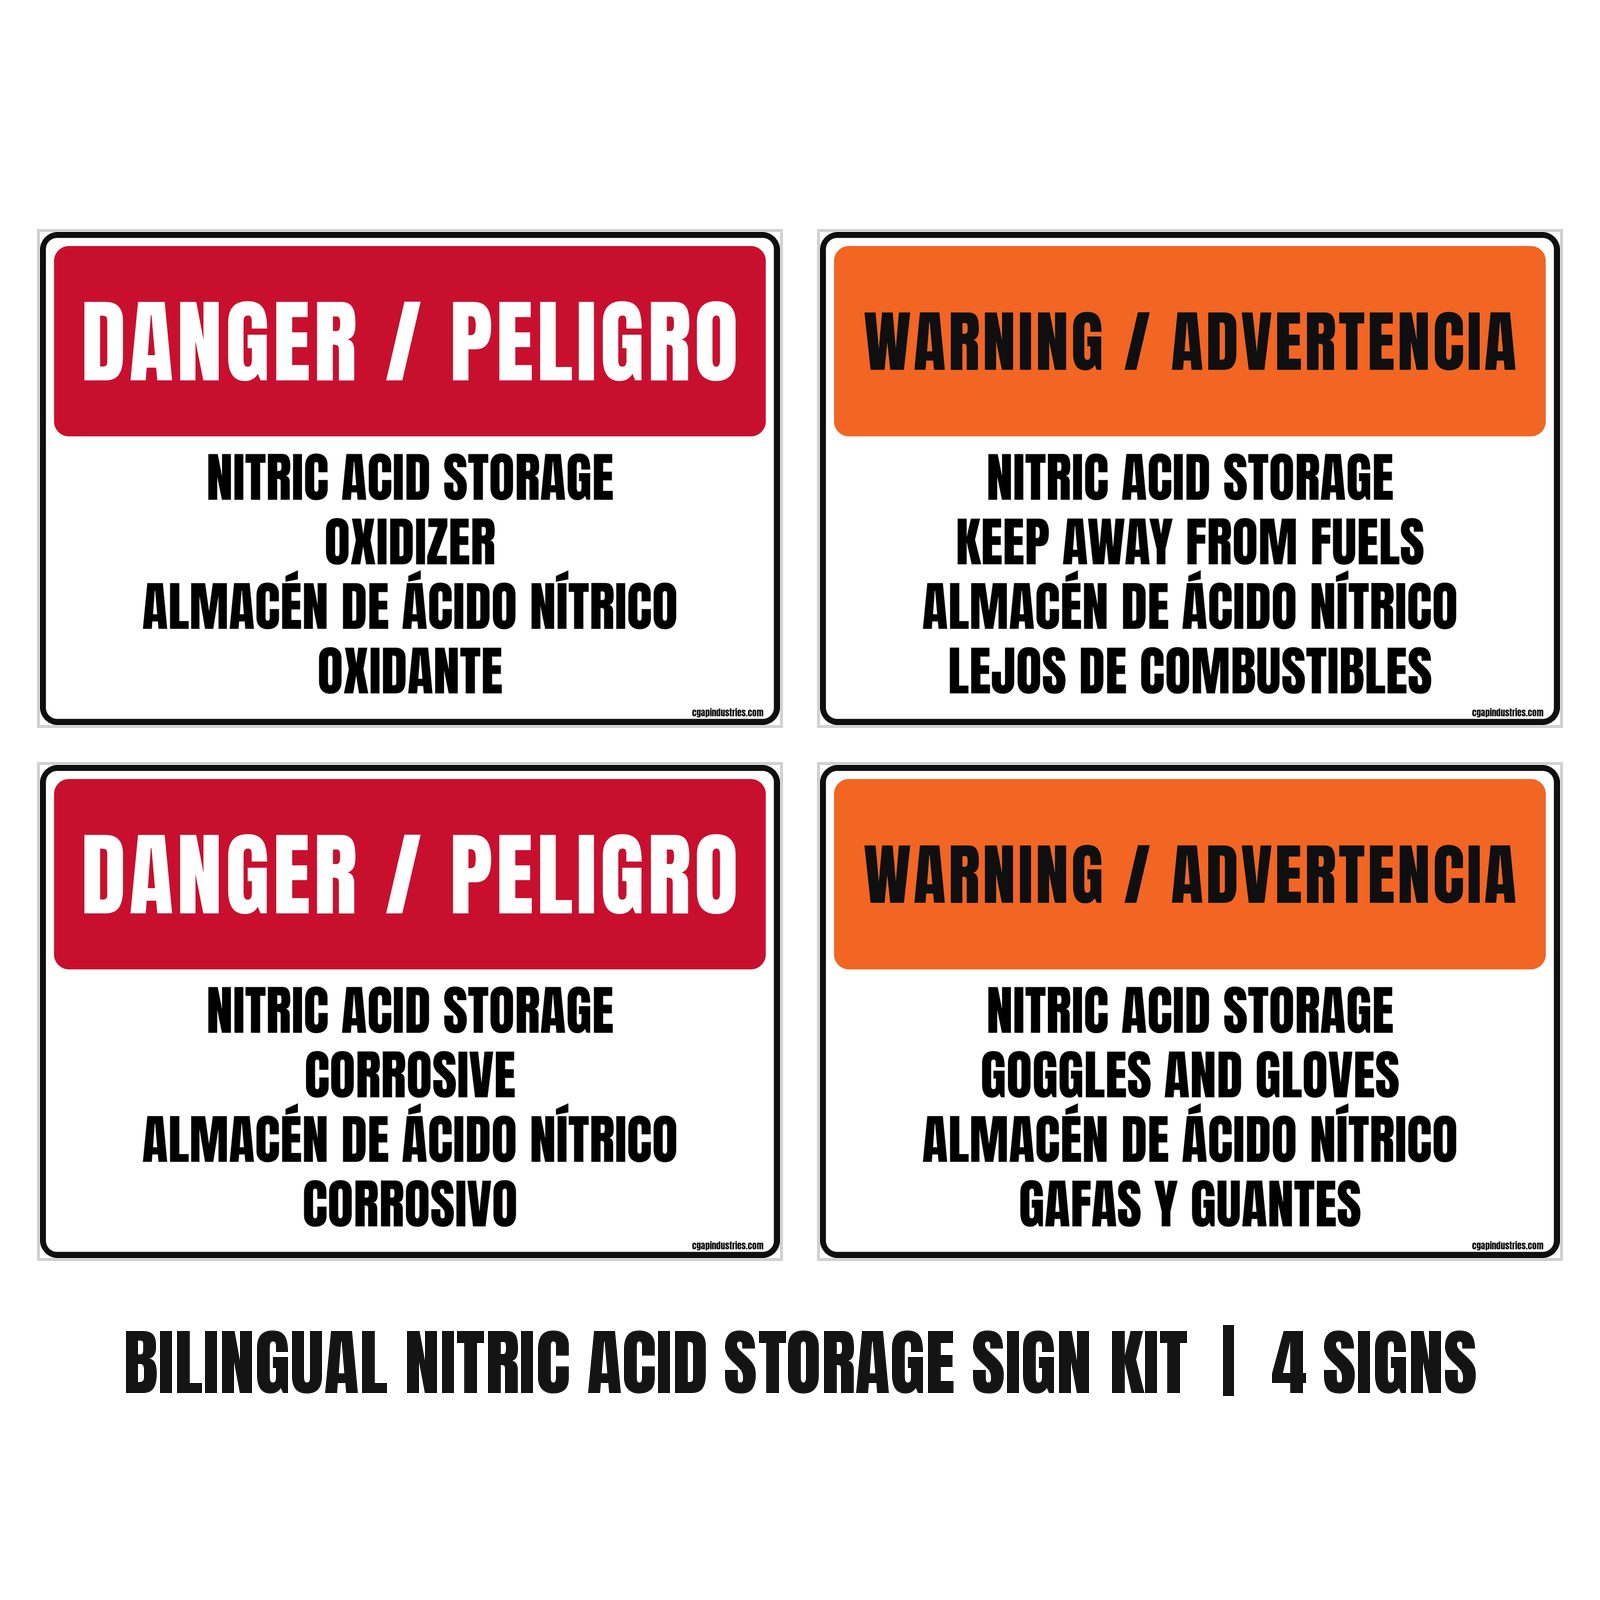 DANGER / PELIGRO
NITRIC ACID STORAGE
OXIDIZER
ALMACÉN DE ÁCIDO NÍTRICO
OXIDANTE
cgapindustries.com
WARNING / ADVERTENCIA
NITRIC ACID STORAGE
KEEP AWAY FROM FUELS
ALMACÉN DE ÁCIDO NÍTRICO
LEJOS DE COMBUSTIBLES
cgapindustries.com
DANGER / PELIGRO
NITRIC ACID STORAGE
CORROSIVE
ALMACÉN DE ÁCIDO NÍTRICO
CORROSIVO
cgapindustries.com
WARNING / ADVERTENCIA
NITRIC ACID STORAGE
GOGGLES AND GLOVES
ALMACÉN DE ÁCIDO NÍTRICO
GAFAS Y GUANTES
cgapindustries.com
BILINGUAL NITRIC ACID STORAGE SIGN KIT | 4 SIGNS